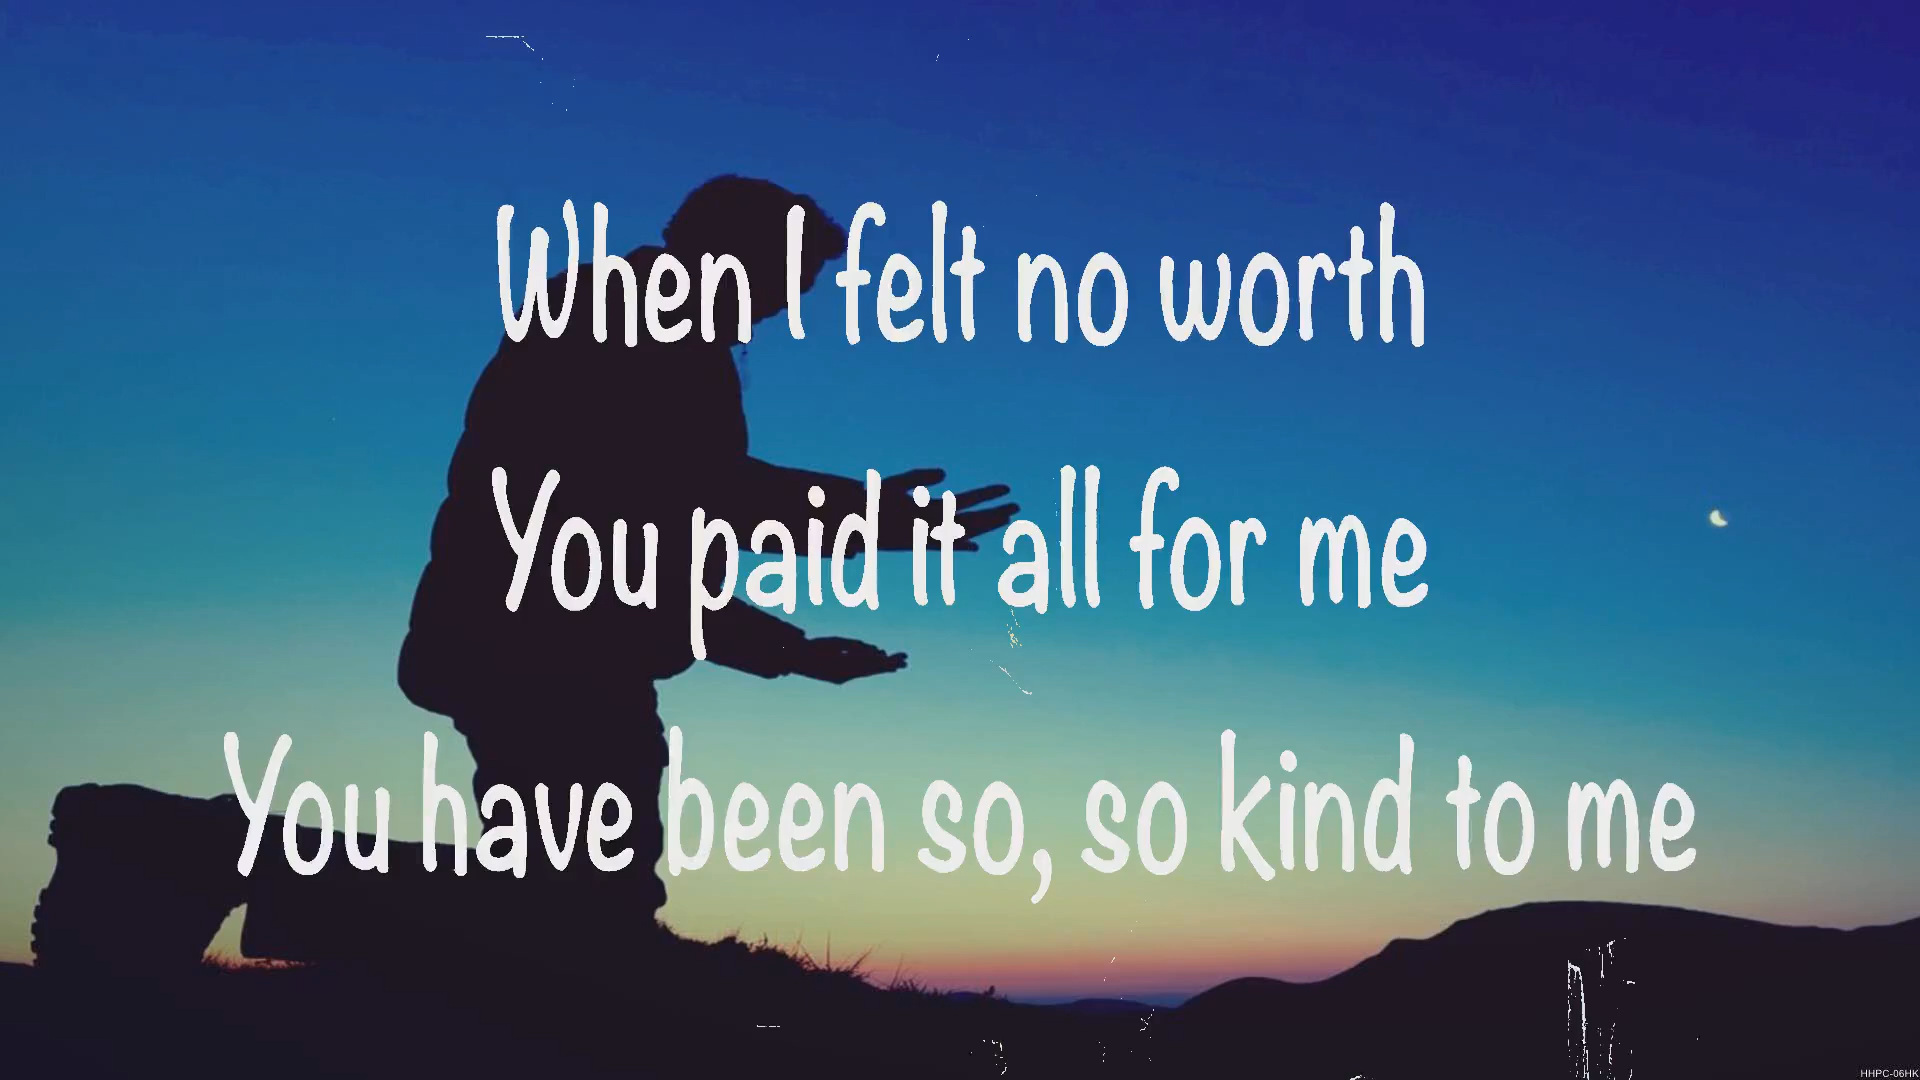 When I felt no worth
You paid it all for me
You have been so, so kind to me
HHPC-06HK